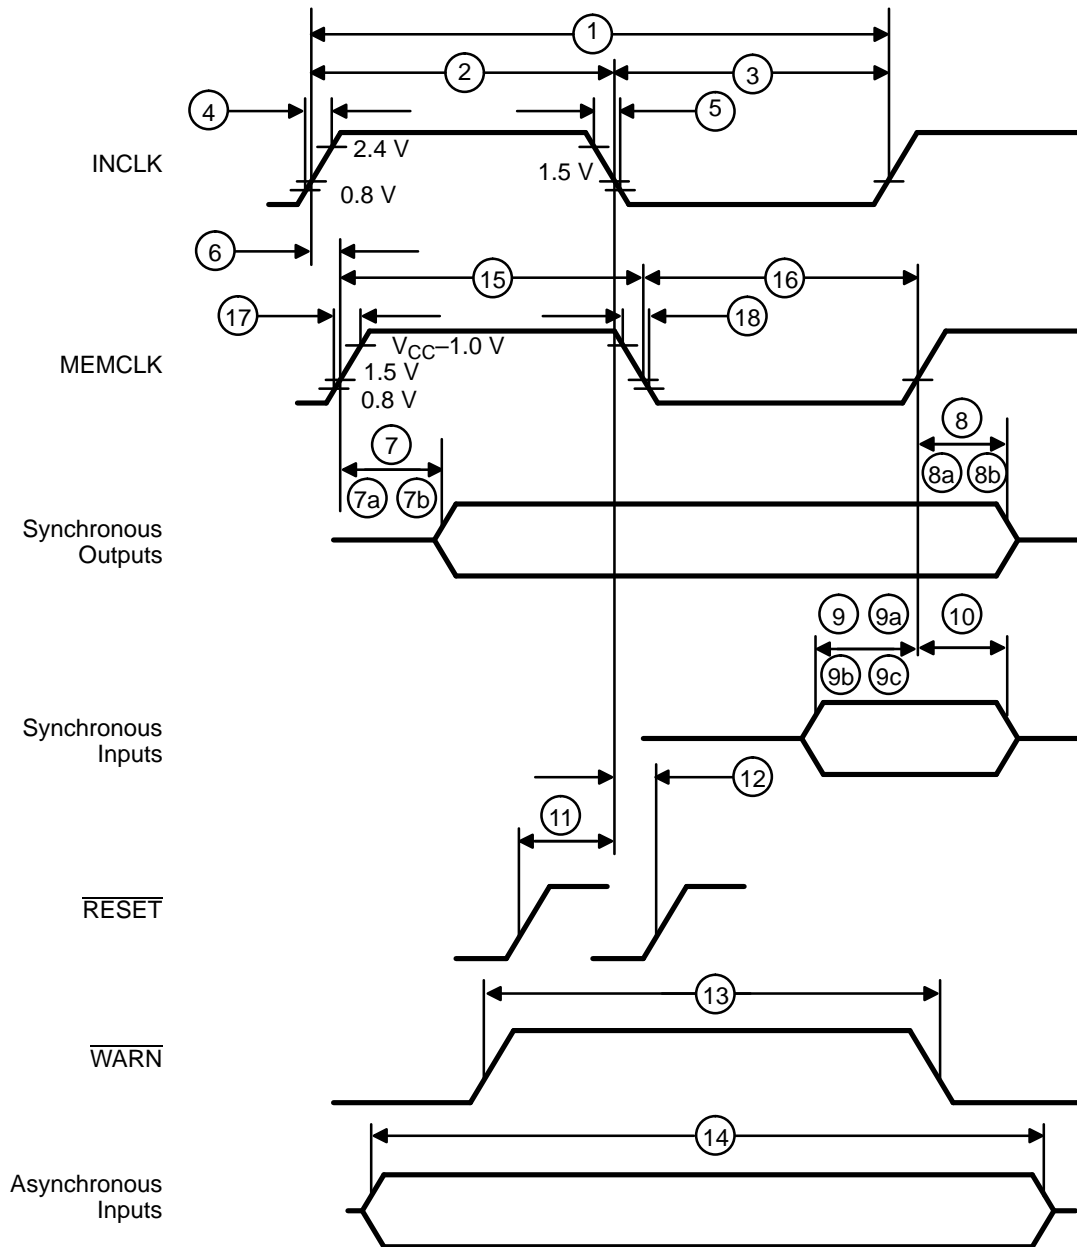 1
2
3
4
5
INCLK
2.4 V
1.5 V
0.8 V
6
15
16
17
18
MEMCLK
VCC–1.0 V
1.5 V
0.8 V
7
8
7a 7b
8a 8b
Synchronous
Outputs
9 9a
10
9b 9c
Synchronous
Inputs
12
11
RESET
13
WARN
14
Asynchronous
Inputs